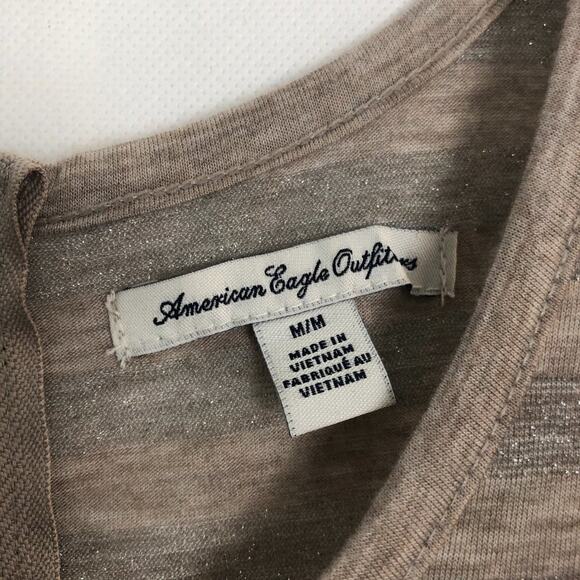 American Eagle Outfitters
M/M
MADE IN
VIETNAM
FABRIQUÉ AU
VIETNAM